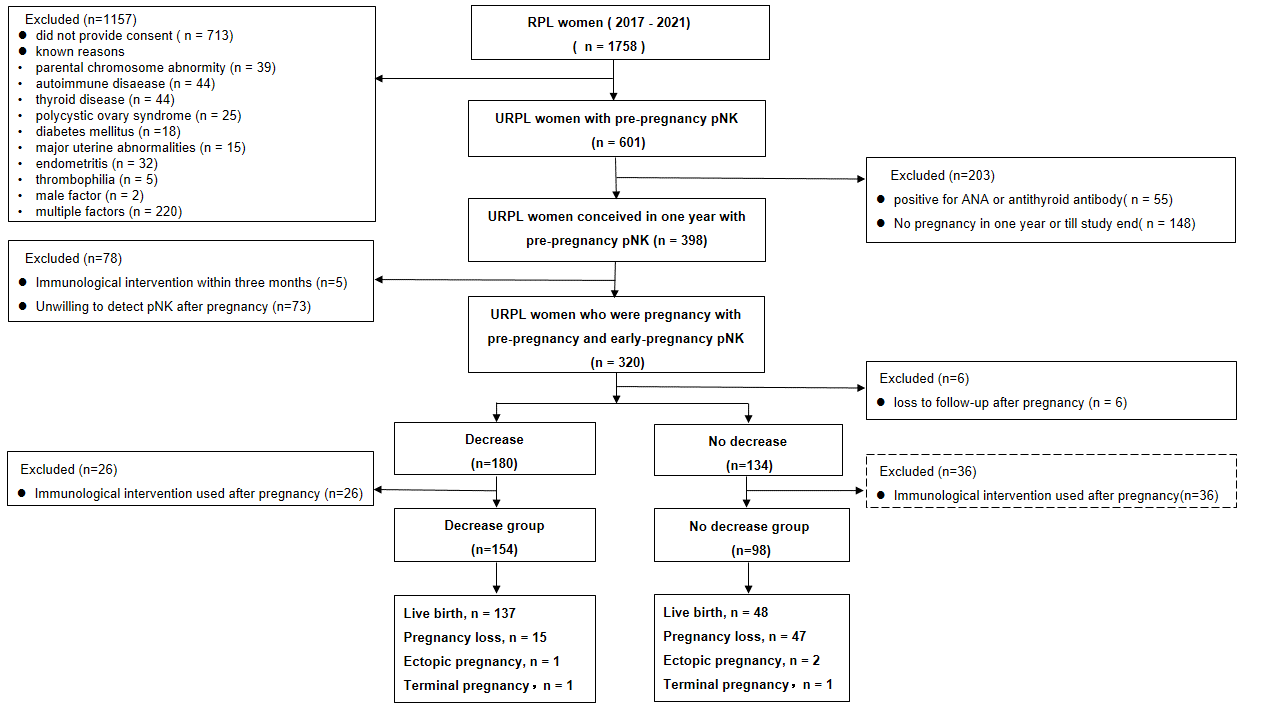 RPL women ( 2017 - 2021)
( n = 1758 )
Excluded (n=1157)
● did not provide consent ( n = 713)
● known reasons
• parental chromosome abnormity (n = 39)
• autoimmune disaease (n = 44)
• thyroid disease (n = 44)
• polycystic ovary syndrome (n = 25)
• diabetes mellitus (n =18)
• major uterine abnormalities (n = 15)
• endometritis (n = 32)
• thrombophilia (n = 5)
• male factor (n = 2)
• multiple factors (n = 220)
URPL women with pre-pregnancy pNK
(n = 601)
Excluded (n=203)
● positive for ANA or antithyroid antibody( n = 55)
● No pregnancy in one year or till study end( n = 148)
URPL women conceived in one year with
pre-pregnancy pNK (n = 398)
Excluded (n=78)
● Immunological intervention within three months (n=5)
● Unwilling to detect pNK after pregnancy (n=73)
URPL women who were pregnancy with
pre-pregnancy and early-pregnancy pNK
(n = 320)
Excluded (n=6)
● loss to follow-up after pregnancy (n = 6)
Decrease
(n=180)
No decrease
(n=134)
Excluded (n=26)
● Immunological intervention used after pregnancy (n=26)
Excluded (n=36)
● Immunological intervention used after pregnancy(n=36)
Decrease group
(n=154)
No decrease group
(n=98)
Live birth, n = 137
Pregnancy loss, n = 15
Ectopic pregnancy, n = 1
Terminal pregnancy，n = 1
Live birth, n = 48
Pregnancy loss, n = 47
Ectopic pregnancy, n = 2
Terminal pregnancy，n = 1